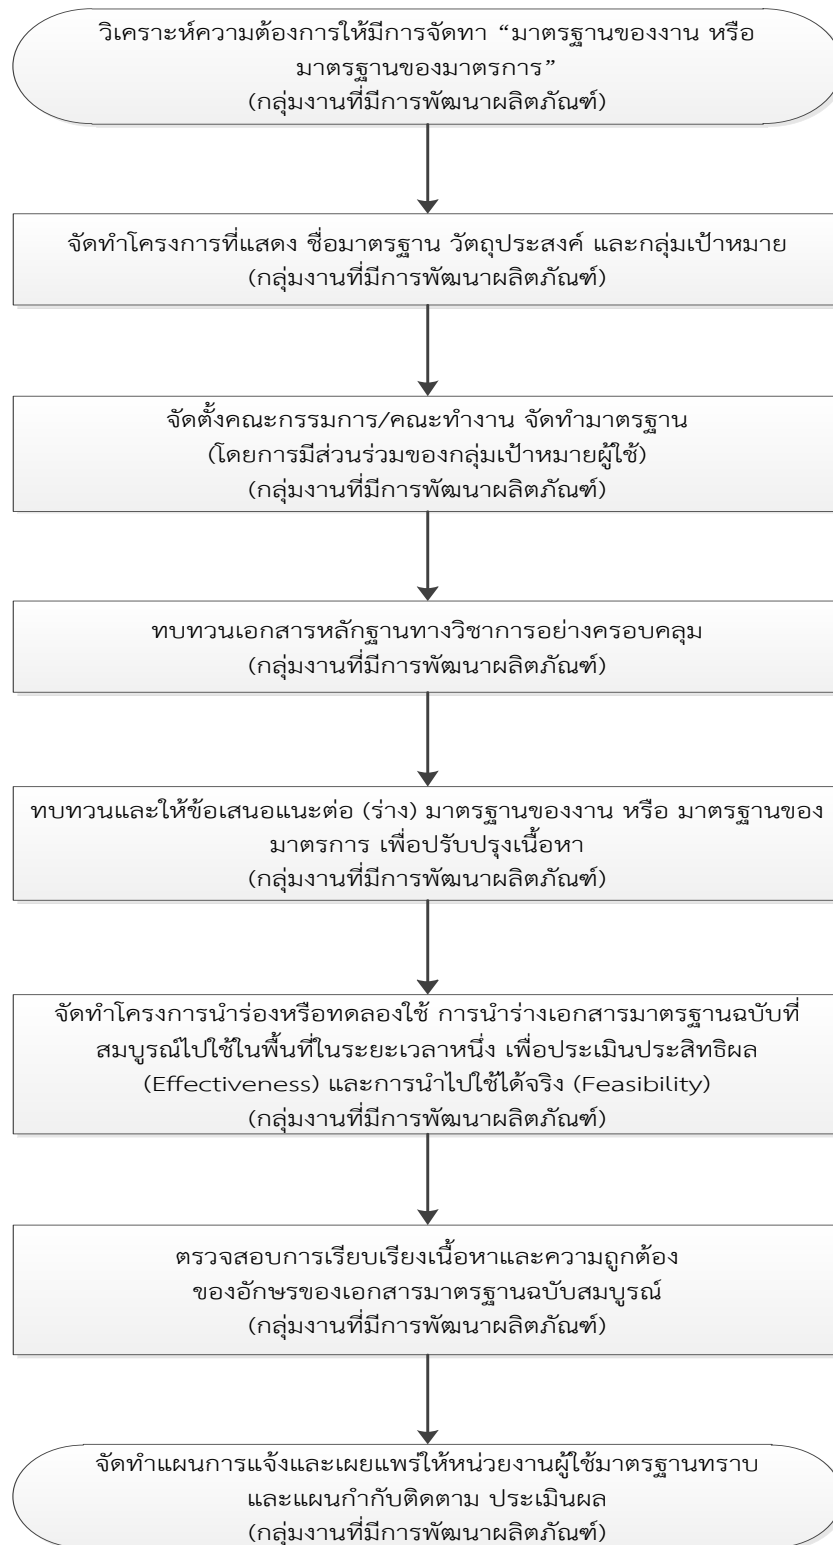 วิเคราะห์ความต้องการให้มีการจัดทา “มาตรฐานของงาน หรือ
มาตรฐานของมาตรการ”
(กลุ่มงานที่มีการพัฒนาผลิตภัณฑ์)
จัดทำโครงการที่แสดง ชื่อมาตรฐาน วัตถุประสงค์ และกลุ่มเป้าหมาย
(กลุ่มงานที่มีการพัฒนาผลิตภัณฑ์)
จัดตั้งคณะกรรมการ/คณะทำงาน จัดทำมาตรฐาน
(โดยการมีส่วนร่วมของกลุ่มเป้าหมายผู้ใช้)
(กลุ่มงานที่มีการพัฒนาผลิตภัณฑ์)
ทบทวนเอกสารหลักฐานทางวิชาการอย่างครอบคลุม
(กลุ่มงานที่มีการพัฒนาผลิตภัณฑ์)
ทบทวนและให้ข้อเสนอแนะต่อ (ร่าง) มาตรฐานของงาน หรือ มาตรฐานของ
มาตรการ เพื่อปรับปรุงเนื้อหา
(กลุ่มงานที่มีการพัฒนาผลิตภัณฑ์)
จัดทำโครงการนำร่องหรือทดลองใช้ การนำร่างเอกสารมาตรฐานฉบับที่
สมบูรณ์ไปใช้ในพื้นที่ในระยะเวลาหนึ่ง เพื่อประเมินประสิทธิผล
(Effectiveness) และการนำไปใช้ได้จริง (Feasibility)
(กลุ่มงานที่มีการพัฒนาผลิตภัณฑ์)
ตรวจสอบการเรียบเรียงเนื้อหาและความถูกต้อง
ของอักษรของเอกสารมาตรฐานฉบับสมบูรณ์
(กลุ่มงานที่มีการพัฒนาผลิตภัณฑ์)
จัดทำแผนการแจ้งและเผยแพร่ให้หน่วยงานผู้ใช้มาตรฐานทราบ
และแผนกำกับติดตาม ประเมินผล
(กลุ่มงานที่มีการพัฒนาผลิตภัณฑ์)